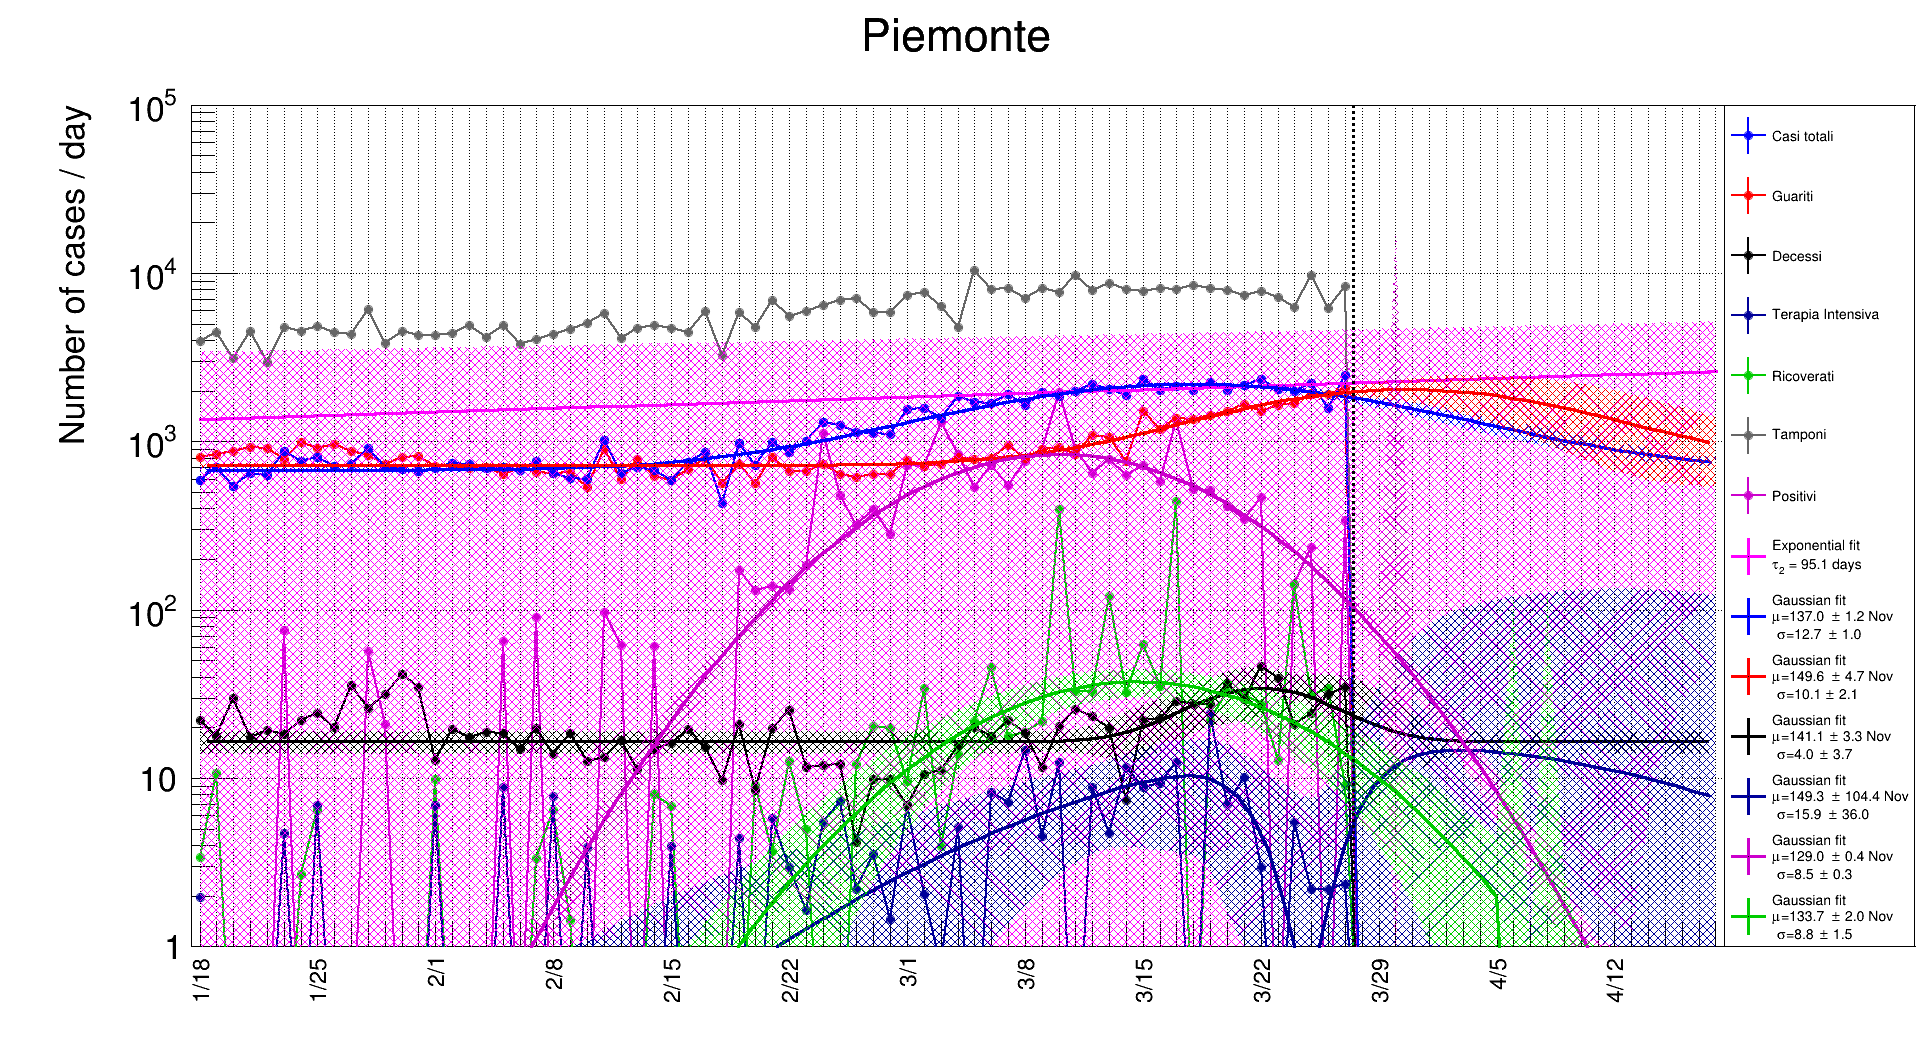 Piemonte
Number of cases / day
10^5
10^4
10^3
10^2
10
1
1/18
1/25
2/1
2/8
2/15
2/22
3/1
3/8
3/15
3/22
3/29
4/5
4/12
Casi totali
Guariti
Decessi
Terapia Intensiva
Ricoverati
Tamponi
Positivi
Exponential fit
τ_2 = 95.1 days
Gaussian fit
μ=137.0 ± 1.2 Nov
σ=12.7 ± 1.0
Gaussian fit
μ=149.6 ± 4.7 Nov
σ=10.1 ± 2.1
Gaussian fit
μ=141.1 ± 3.3 Nov
σ=4.0 ± 3.7
Gaussian fit
μ=149.3 ± 104.4 Nov
σ=15.9 ± 36.0
Gaussian fit
μ=129.0 ± 0.4 Nov
σ=8.5 ± 0.3
Gaussian fit
μ=133.7 ± 2.0 Nov
σ=8.8 ± 1.5